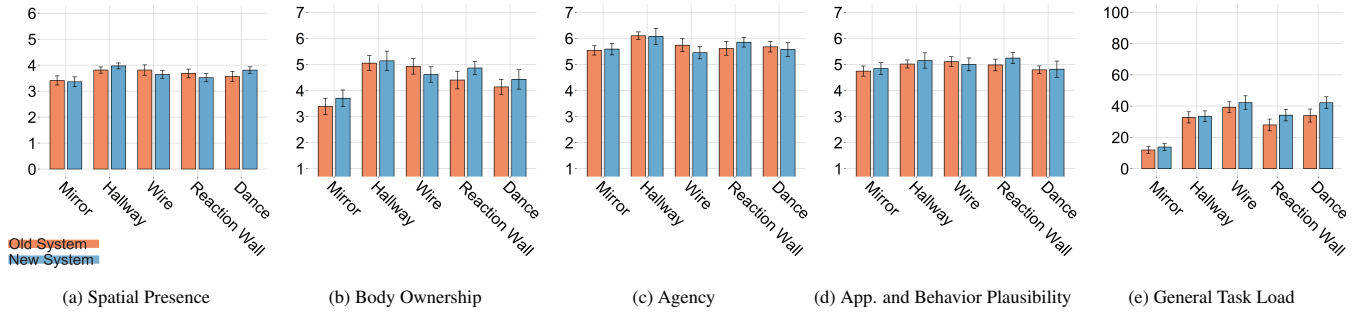 6
5
4
3
2
1
0
Mirror
Hallway
Wire
Reaction Wall
Dance
Old System
New System
(a) Spatial Presence
7
6
5
4
3
2
1
Mirror
Hallway
Wire
Reaction Wall
Dance
(b) Body Ownership
7
6
5
4
3
2
1
Mirror
Hallway
Wire
Reaction Wall
Dance
(c) Agency
7
6
5
4
3
2
1
Mirror
Hallway
Wire
Reaction Wall
Dance
(d) App. and Behavior Plausibility
100
80
60
40
20
0
Mirror
Hallway
Wire
Reaction Wall
Dance
(e) General Task Load